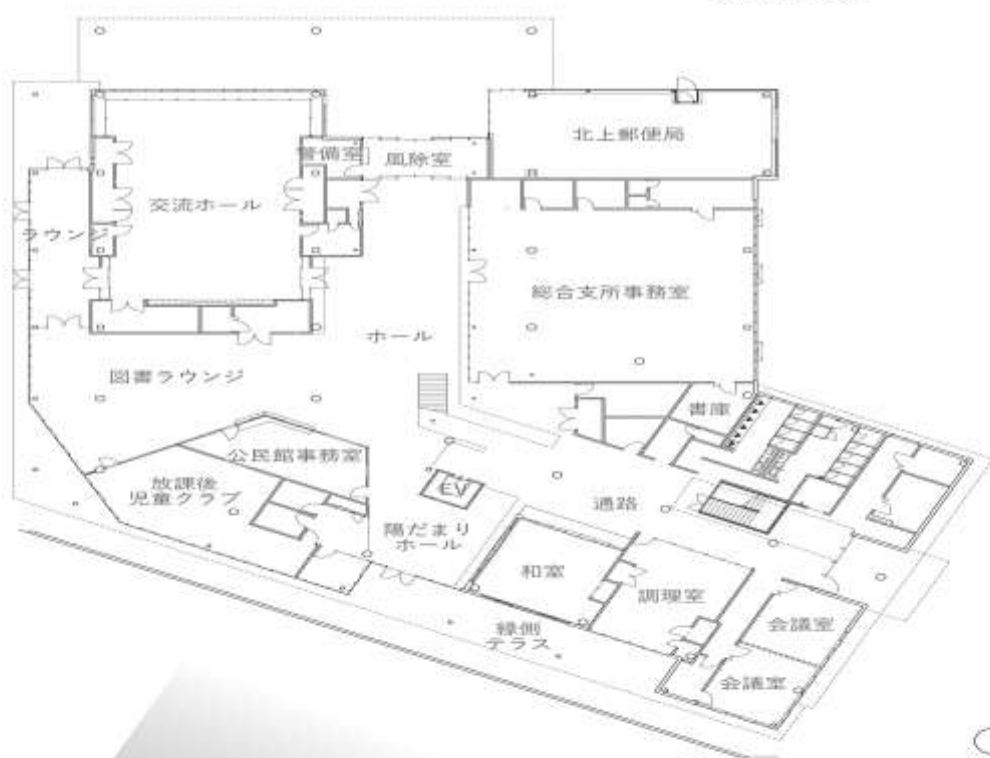 北上郵便局
警備室
風除室
交流ホール
ラウンジ
総合支所事務室
ホール
図書ラウンジ
書庫
公民館事務室
放課後
児童クラブ
EV
通路
陽だまり
ホール
和室
調理室
縁側
テラス
会議室
会議室